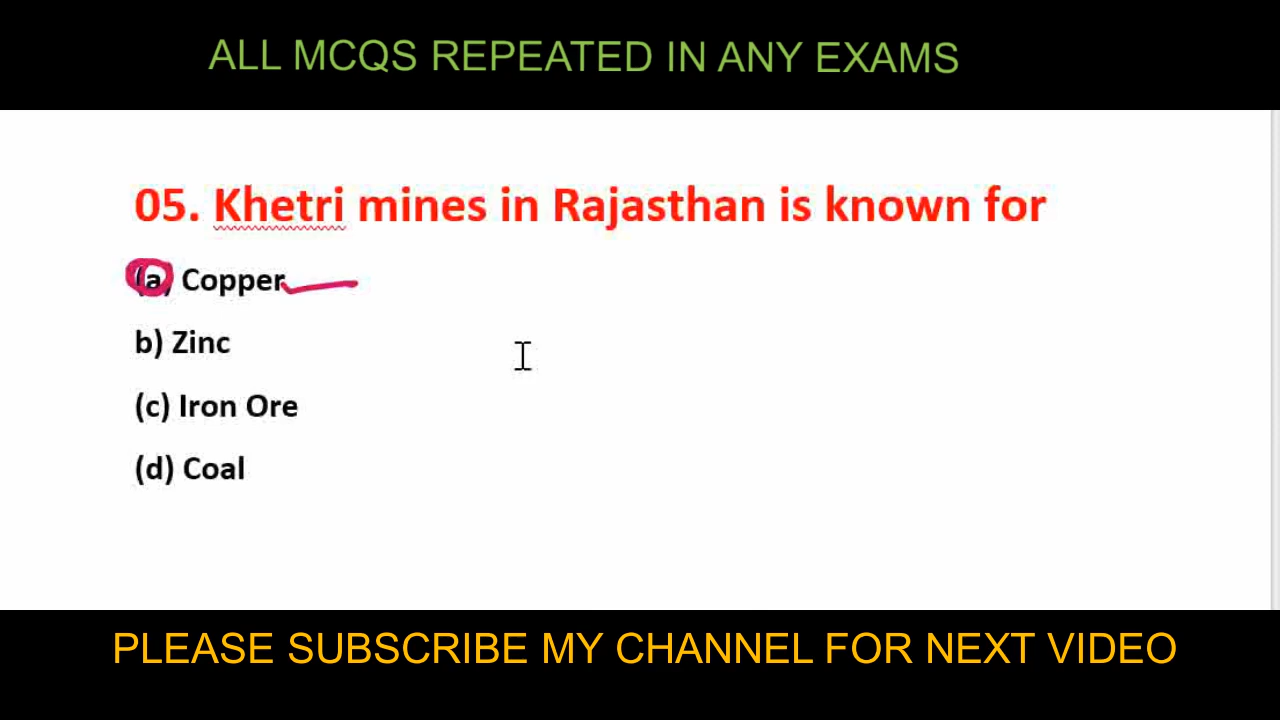 ALL MCQS REPEATED IN ANY EXAMS
05. Khetri mines in Rajasthan is known for
(a) Copper
b) Zinc
(c) Iron Ore
(d) Coal
PLEASE SUBSCRIBE MY CHANNEL FOR NEXT VIDEO